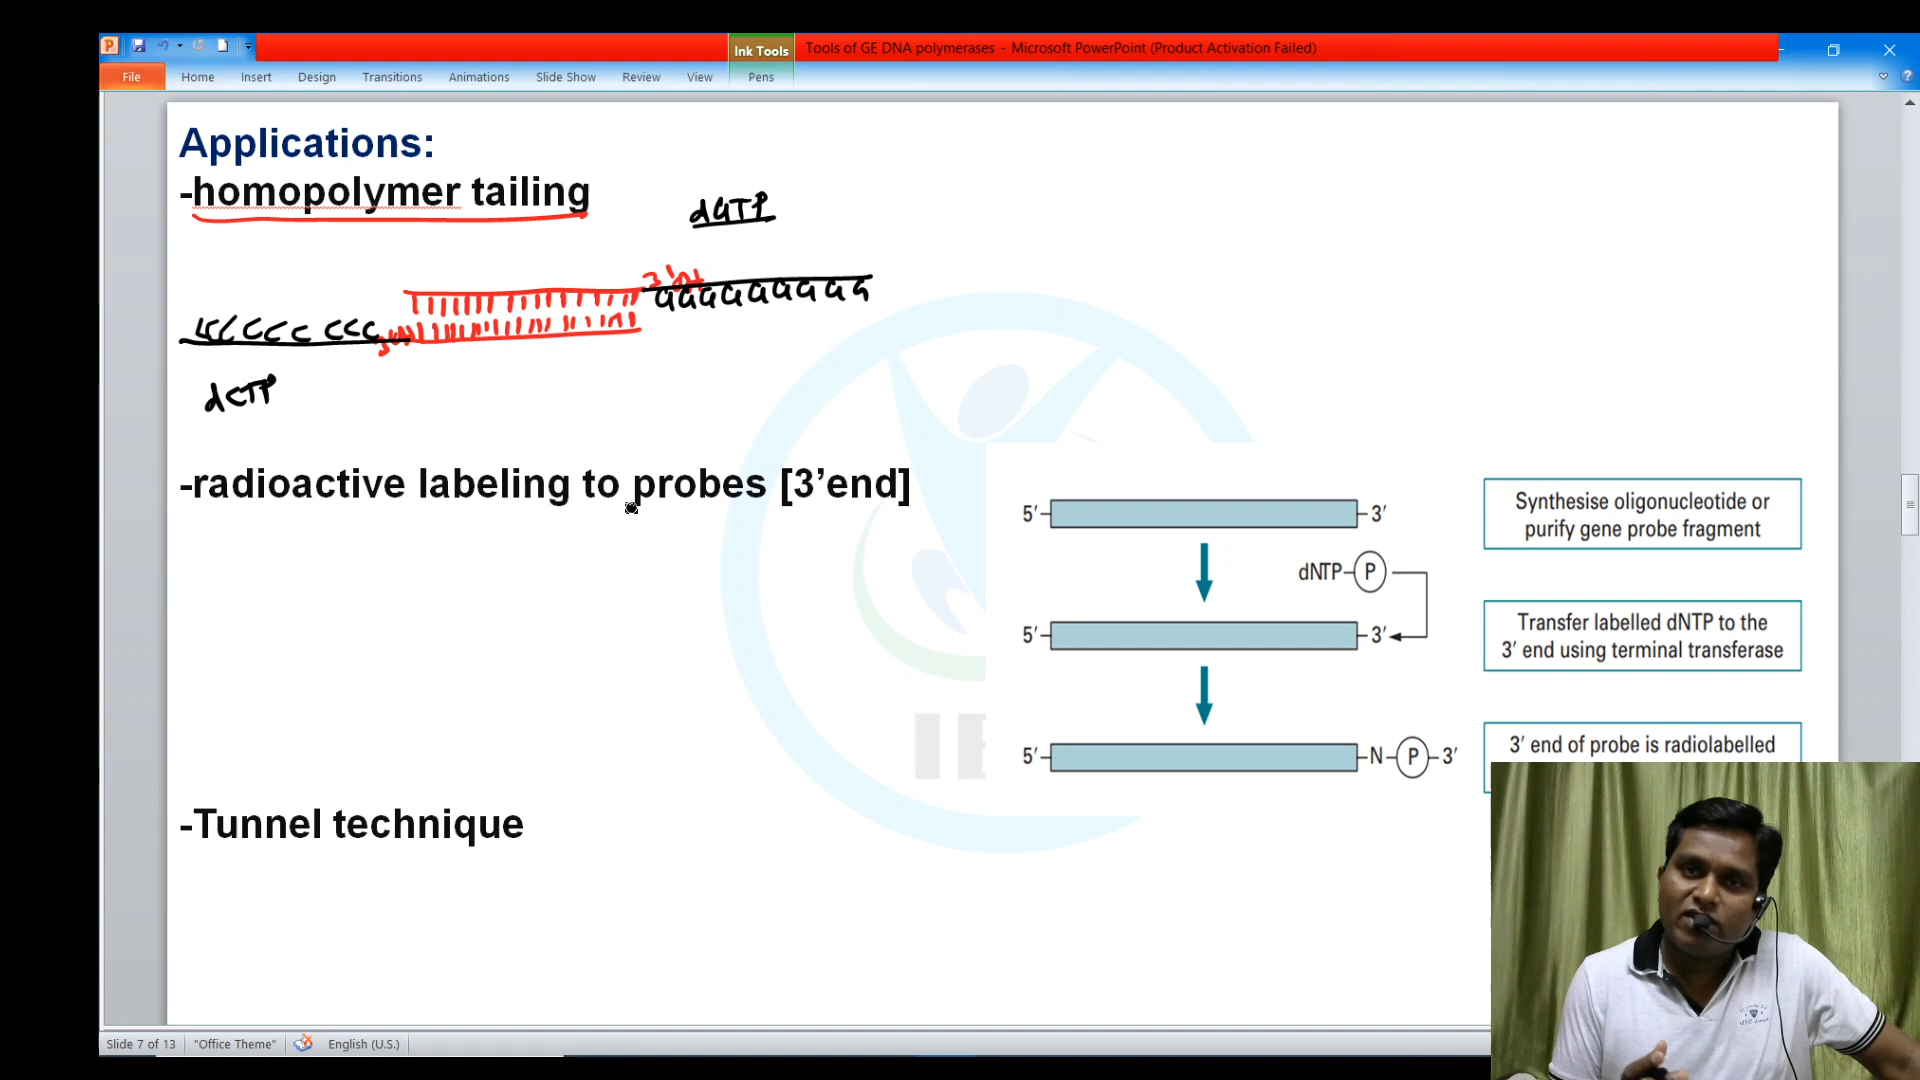 Ink Tools
Tools of GE DNA polymerases - Microsoft PowerPoint (Product Activation Failed)
File Home Insert Design Transitions Animations Slide Show Review View Pens
Applications:
-homopolymer tailing
dGTP
3'OH
GGGGGGGGG
CCCCC CCC
dCTP
-radioactive labeling to probes [3’end]
5′ 3′
Synthesise oligonucleotide or
purify gene probe fragment
dNTP P
5′ 3′
Transfer labelled dNTP to the
3′ end using terminal transferase
5′ N P 3′
3′ end of probe is radiolabelled
-Tunnel technique
Slide 7 of 13 "Office Theme" English (U.S.)